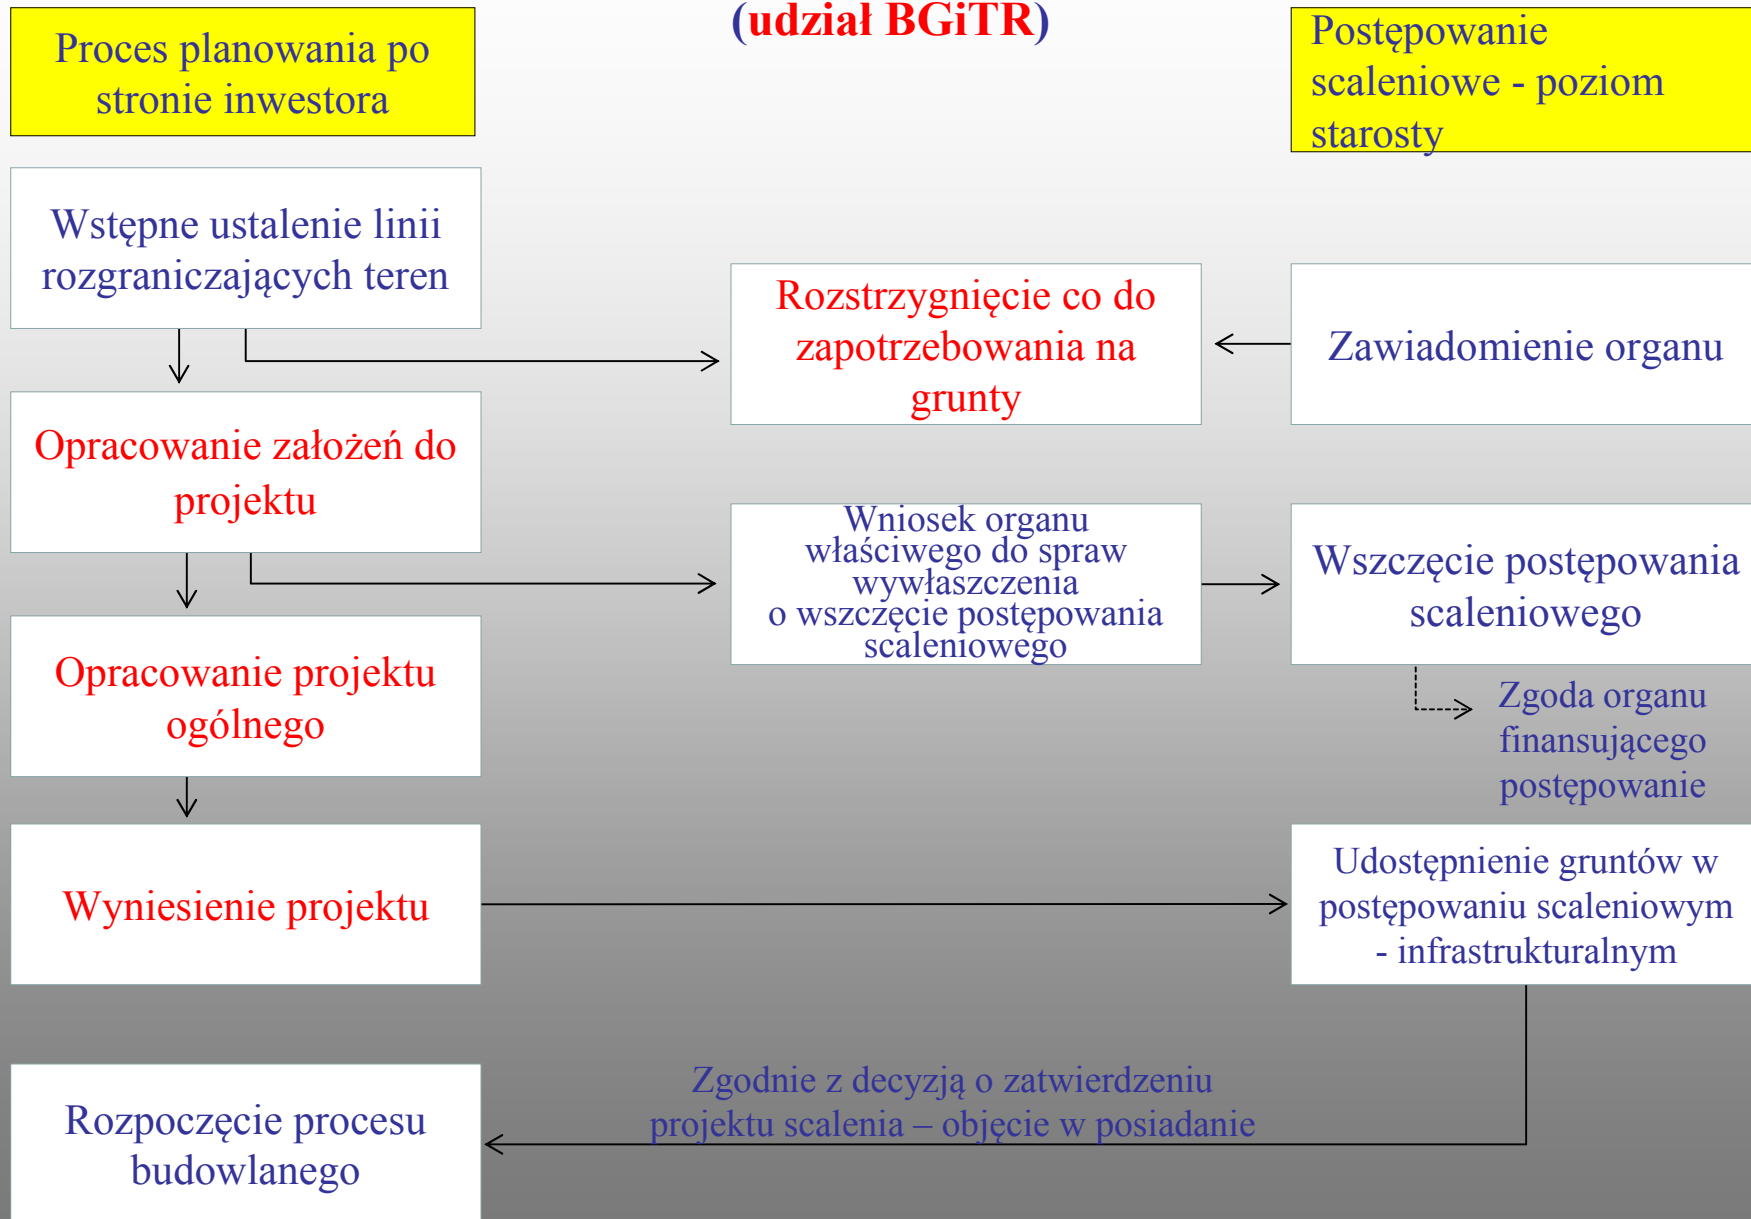 (udział BGiTR)
Proces planowania po
stronie inwestora
Postępowanie
scaleniowe - poziom
starosty
Wstępne ustalenie linii
rozgraniczających teren
Rozstrzygnięcie co do
zapotrzebowania na
grunty
Zawiadomienie organu
Opracowanie założeń do
projektu
Wniosek organu
właściwego do spraw
wywłaszczenia
o wszczęcie postępowania
scaleniowego
Wszczęcie postępowania
scaleniowego
Opracowanie projektu
ogólnego
Zgoda organu
finansującego
postępowanie
Wyniesienie projektu
Udostępnienie gruntów w
postępowaniu scaleniowym
- infrastrukturalnym
Zgodnie z decyzją o zatwierdzeniu
projektu scalenia – objęcie w posiadanie
Rozpoczęcie procesu
budowlanego